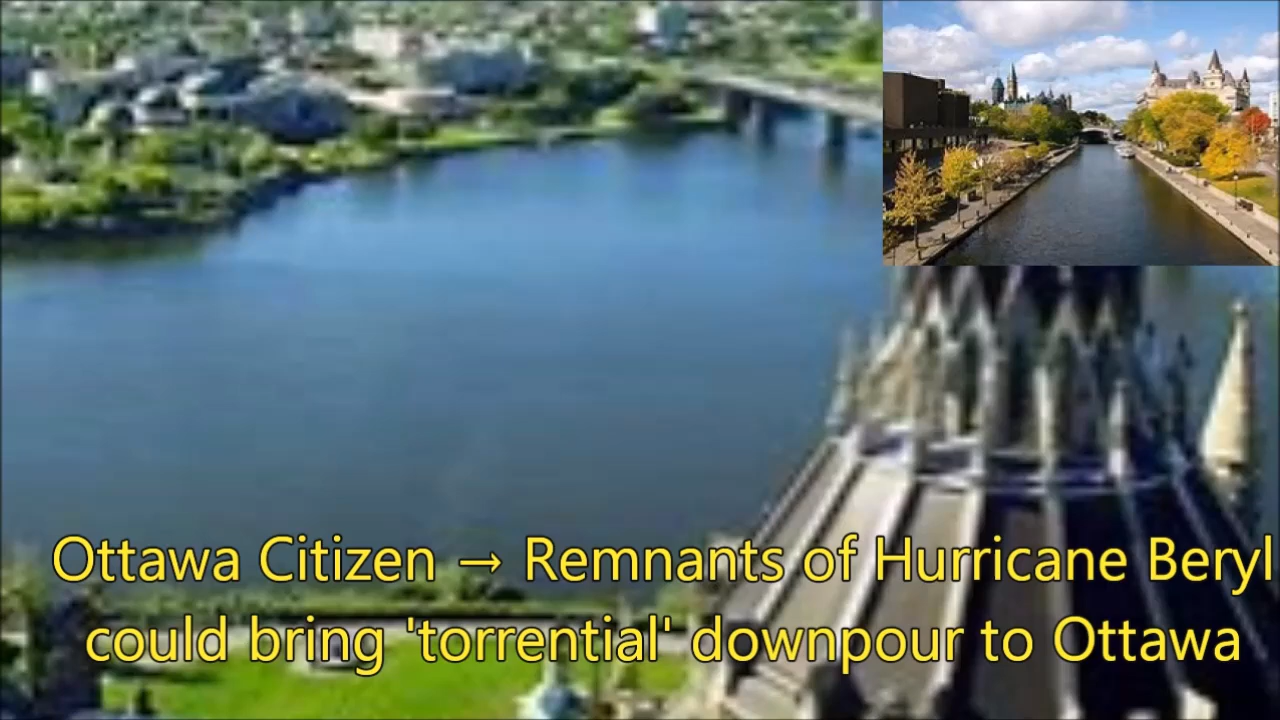 Ottawa Citizen → Remnants of Hurricane Beryl
could bring 'torrential' downpour to Ottawa